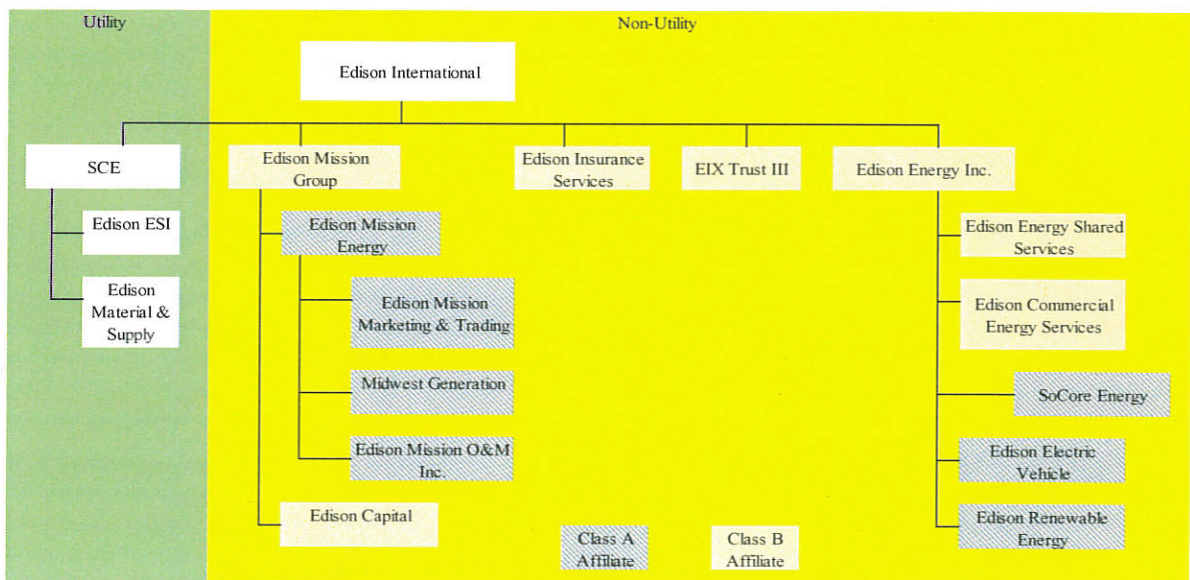 Utility
Non-Utility
Edison International
SCE
Edison Mission
Group
Edison Insurance
Services
EIX Trust III
Edison Energy Inc.
Edison ESI
Edison
Material &
Supply
Edison Mission
Energy
Edison Mission
Marketing & Trading
Midwest Generation
Edison Mission O&M
Inc.
Edison Capital
Edison Energy Shared
Services
Edison Commercial
Energy Services
SoCore Energy
Edison Electric
Vehicle
Edison Renewable
Energy
Class A
Affiliate
Class B
Affiliate